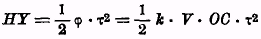 HY = 1/2 φ · τ² = 1/2 k · V · OC · τ²